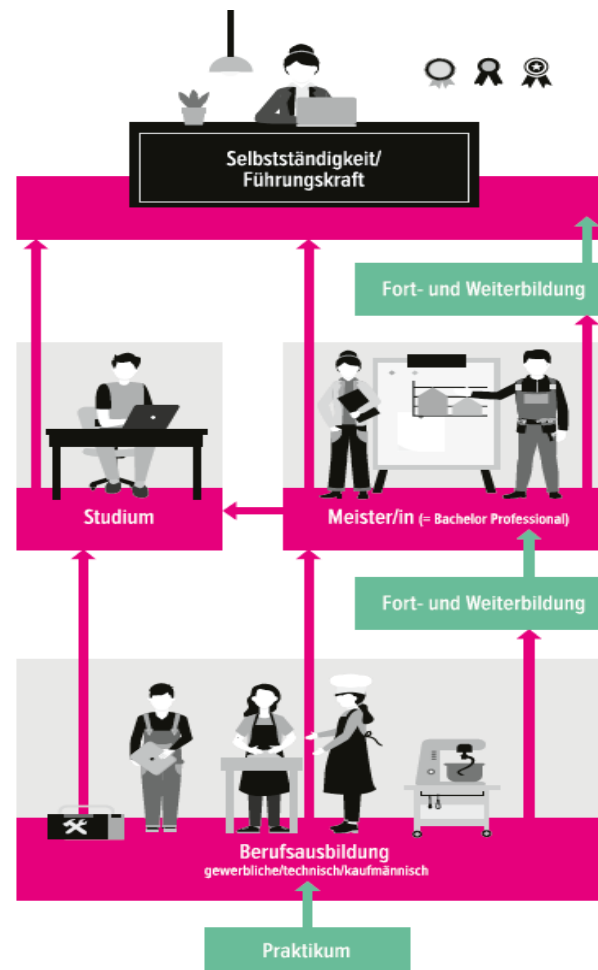 Selbstständigkeit/
Führungskraft
Fort- und Weiterbildung
Studium
Meister/in (= Bachelor Professional)
Fort- und Weiterbildung
Berufsausbildung
gewerbliche/technisch/kaufmännisch
Praktikum